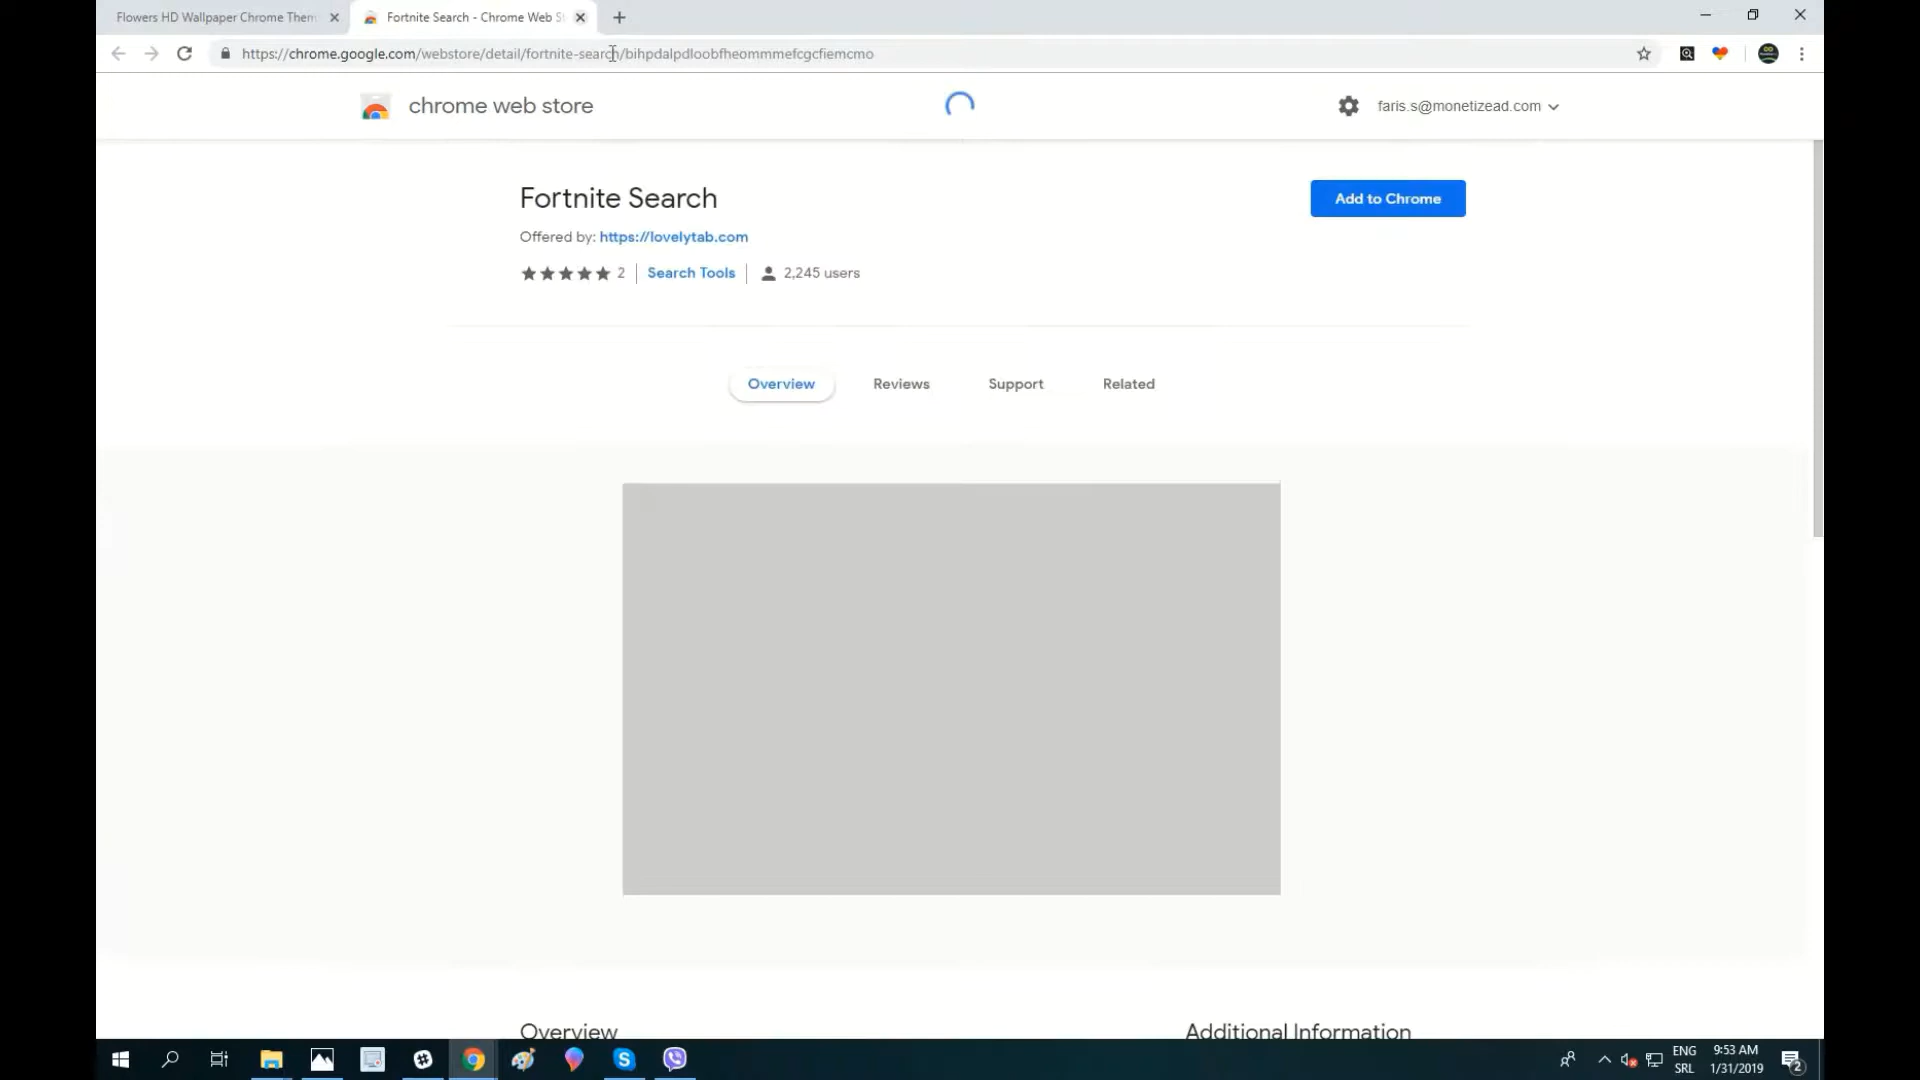 Flowers HD Wallpaper Chrome Them
Fortnite Search - Chrome Web St
https://chrome.google.com/webstore/detail/fortnite-search/bihpdalpdloobfheommmefcgcfiemcmo
chrome web store
faris.s@monetizead.com
Fortnite Search
Add to Chrome
Offered by: https://lovelytab.com
2
Search Tools
2,245 users
Overview
Reviews
Support
Related
Overview
Additional Information
ENG
SRL
9:53 AM
1/31/2019
2